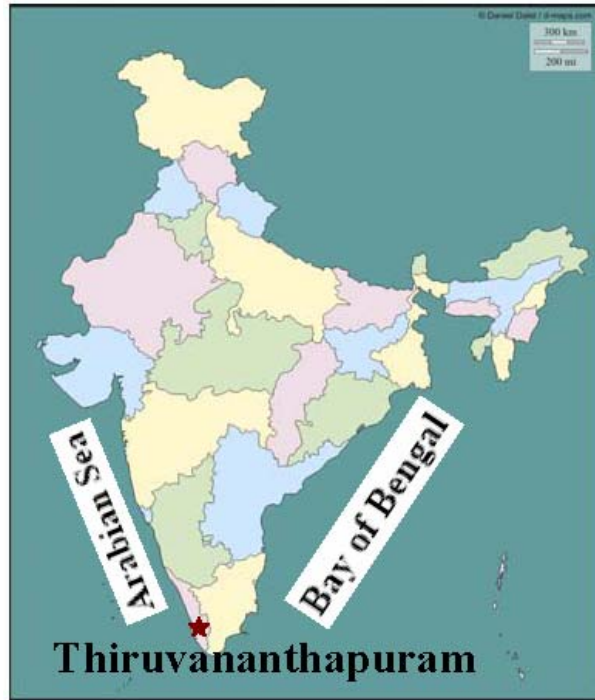 © Daniel Dalet / d-maps.com
300 km
200 mi
Arabian Sea
Bay of Bengal
Thiruvananthapuram